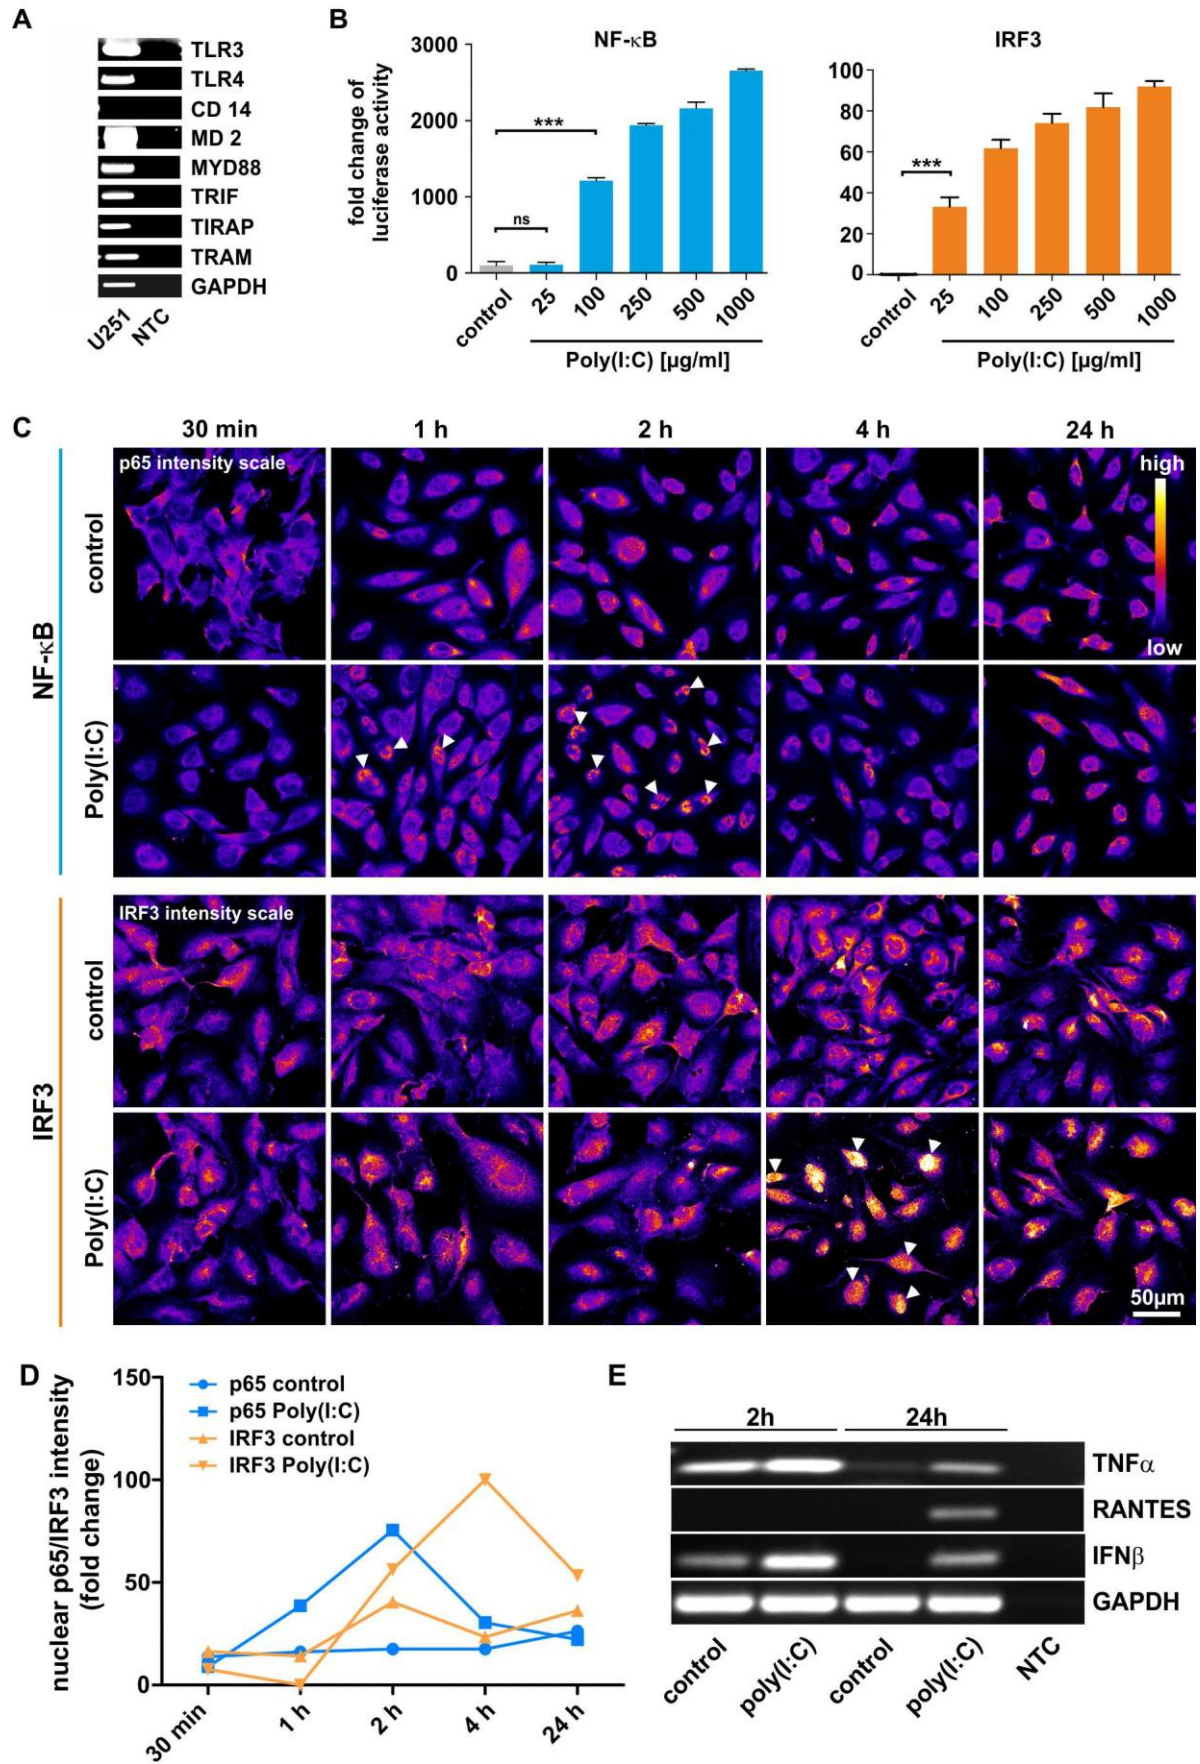 A
TLR3
TLR4
CD 14
MD 2
MYD88
TRIF
TIRAP
TRAM
GAPDH
U251
NTC
B
NF-κB
fold change of
luciferase activity
3000
2000
1000
0
***
ns
control
25
100
250
500
1000
Poly(I:C) [µg/ml]
IRF3
100
80
60
40
20
0
***
control
25
100
250
500
1000
Poly(I:C) [µg/ml]
C
30 min
1 h
2 h
4 h
24 h
NF-κB
control
p65 intensity scale
high
low
Poly(I:C)
IRF3
control
IRF3 intensity scale
Poly(I:C)
50µm
D
nuclear p65/IRF3 intensity
(fold change)
150
100
50
0
p65 control
p65 Poly(I:C)
IRF3 control
IRF3 Poly(I:C)
30 min
1 h
2 h
4 h
24 h
E
2h
24h
TNFα
RANTES
IFNβ
GAPDH
control
poly(I:C)
control
poly(I:C)
NTC